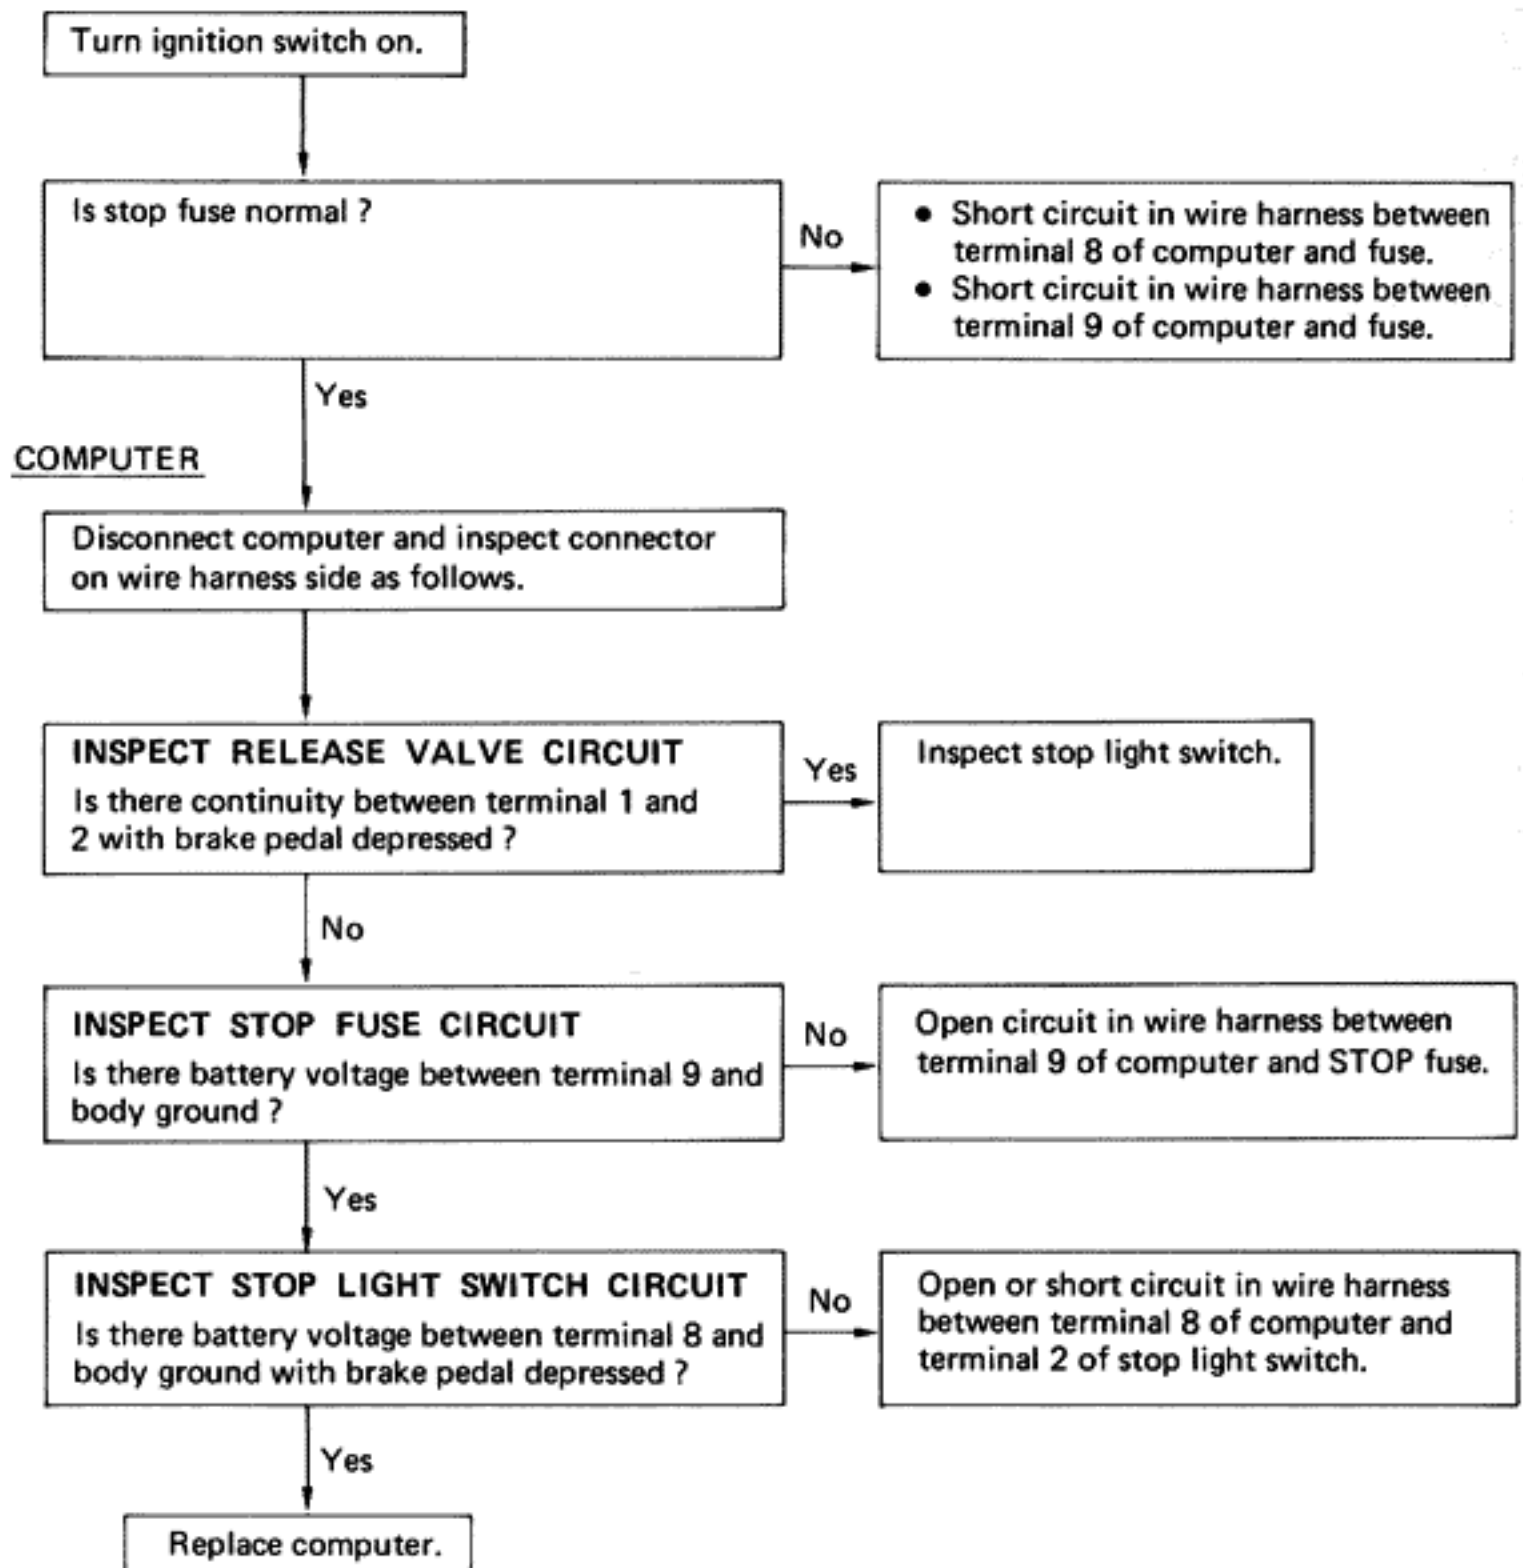 Turn ignition switch on.
Is stop fuse normal ?
No
● Short circuit in wire harness between
terminal 8 of computer and fuse.
● Short circuit in wire harness between
terminal 9 of computer and fuse.
Yes
COMPUTER
Disconnect computer and inspect connector
on wire harness side as follows.
INSPECT RELEASE VALVE CIRCUIT
Is there continuity between terminal 1 and
2 with brake pedal depressed ?
Yes
Inspect stop light switch.
No
INSPECT STOP FUSE CIRCUIT
Is there battery voltage between terminal 9 and
body ground ?
No
Open circuit in wire harness between
terminal 9 of computer and STOP fuse.
Yes
INSPECT STOP LIGHT SWITCH CIRCUIT
Is there battery voltage between terminal 8 and
body ground with brake pedal depressed ?
No
Open or short circuit in wire harness
between terminal 8 of computer and
terminal 2 of stop light switch.
Yes
Replace computer.